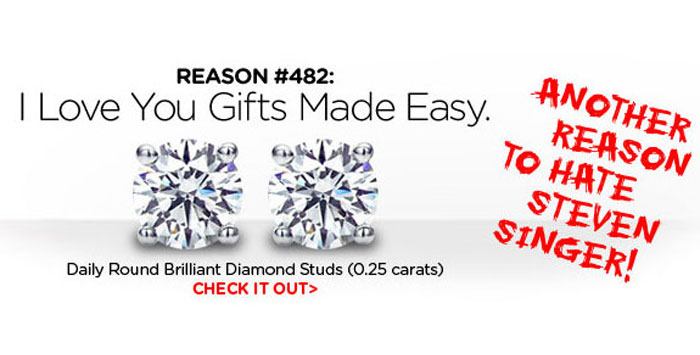 REASON #482:
I Love You Gifts Made Easy.
Daily Round Brilliant Diamond Studs (0.25 carats)
CHECK IT OUT>
ANOTHER
REASON
TO HATE
STEVEN
SINGER!